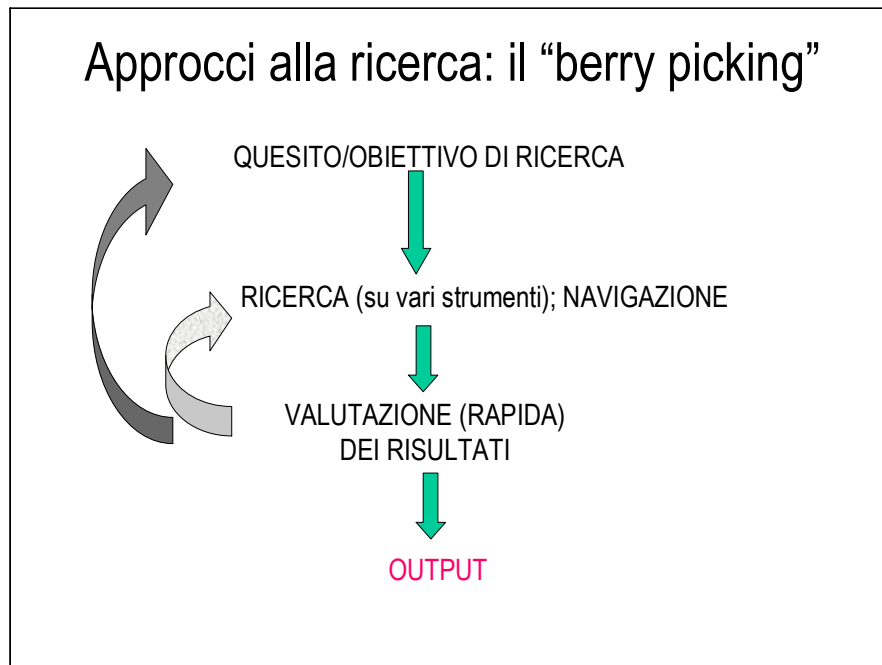 Approcci alla ricerca: il “berry picking”
QUESITO/OBIETTIVO DI RICERCA
RICERCA (su vari strumenti); NAVIGAZIONE
VALUTAZIONE (RAPIDA)
DEI RISULTATI
OUTPUT